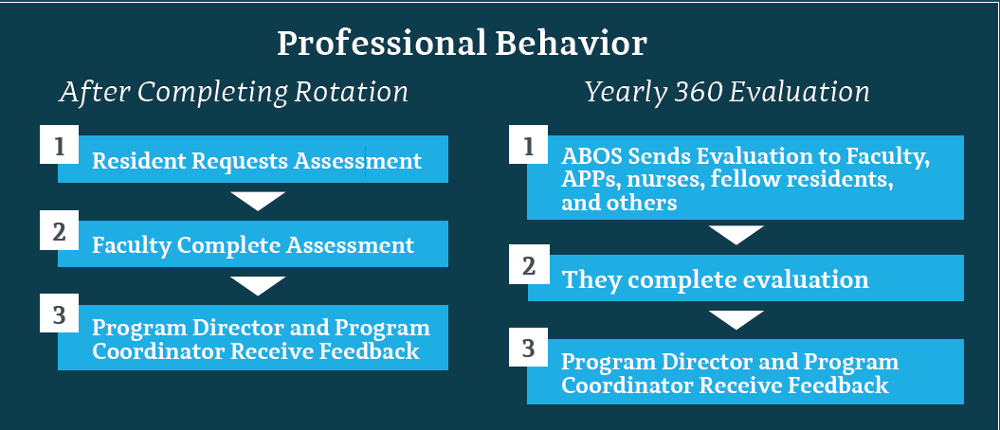 Professional Behavior
After Completing Rotation
1
Resident Requests Assessment
2
Faculty Complete Assessment
3
Program Director and Program
Coordinator Receive Feedback
Yearly 360 Evaluation
1
ABOS Sends Evaluation to Faculty,
APPs, nurses, fellow residents,
and others
2
They complete evaluation
3
Program Director and Program
Coordinator Receive Feedback